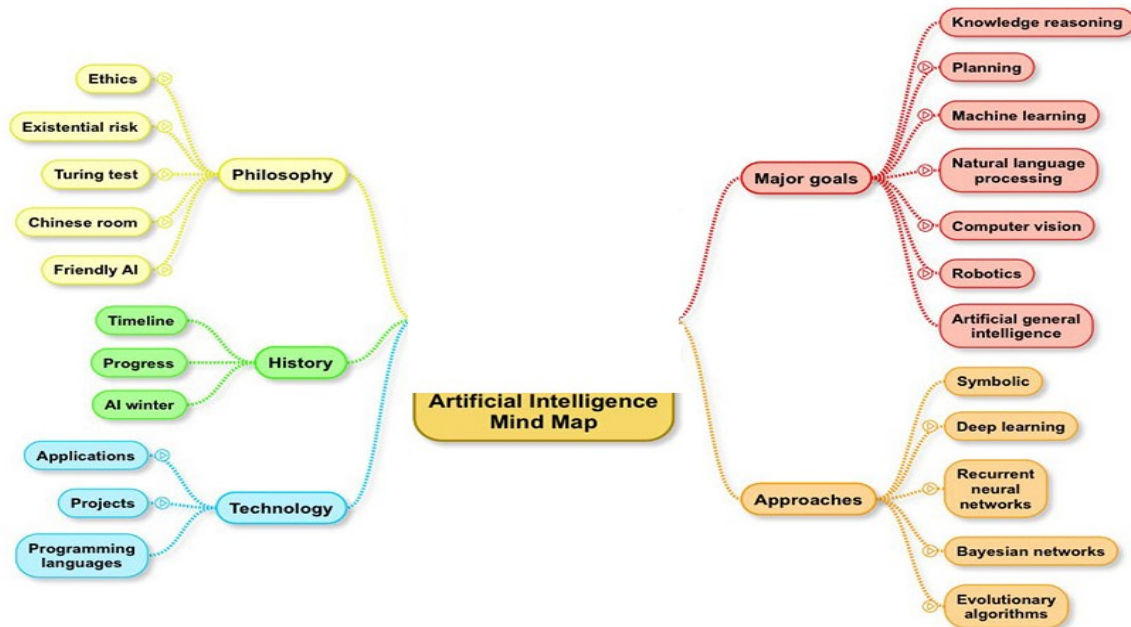 Ethics
Existential risk
Turing test
Chinese room
Friendly AI
Philosophy
Timeline
Progress
AI winter
History
Applications
Projects
Programming
languages
Technology
Artificial Intelligence
Mind Map
Major goals
Knowledge reasoning
Planning
Machine learning
Natural language
processing
Computer vision
Robotics
Artificial general
intelligence
Approaches
Symbolic
Deep learning
Recurrent
neural
networks
Bayesian networks
Evolutionary
algorithms